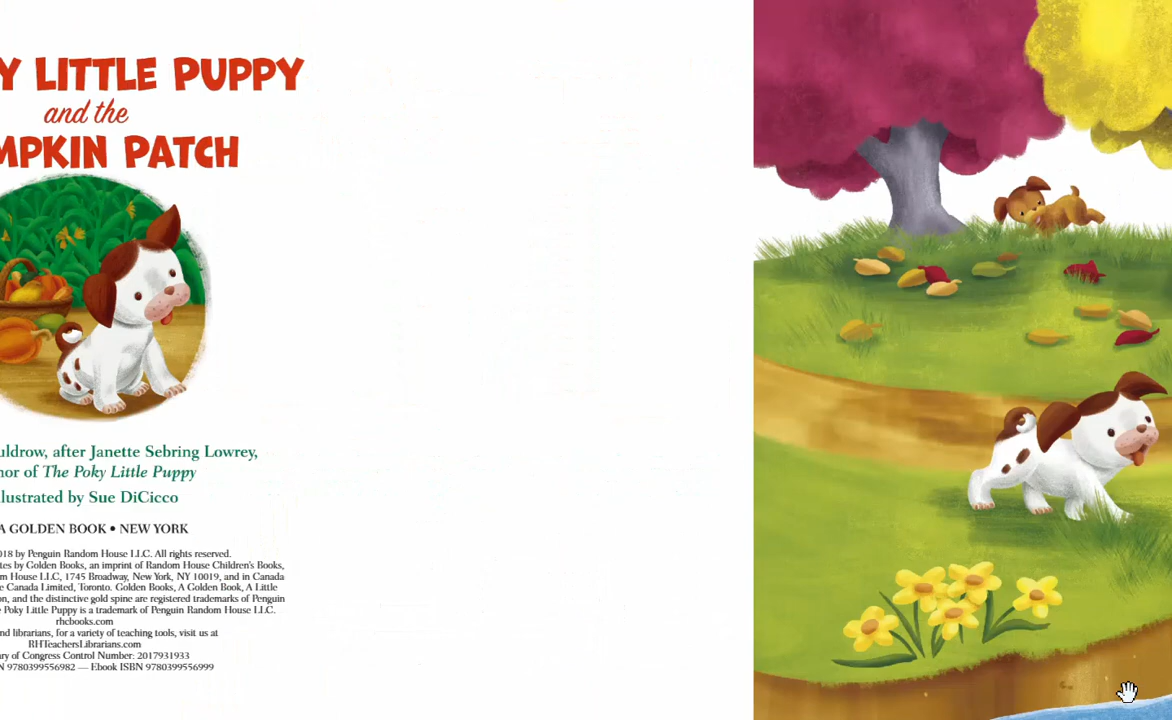 Y LITTLE PUPPY
and the
MPKIN PATCH
uldrow, after Janette Sebring Lowrey,
or of The Poky Little Puppy
lustrated by Sue DiCicco
A GOLDEN BOOK • NEW YORK
018 by Penguin Random House LLC. All rights reserved.
tes by Golden Books, an imprint of Random House Children's Books,
m House LLC, 1745 Broadway, New York, NY 10019, and in Canada
e Canada Limited, Toronto. Golden Books, A Golden Book, A Little
on, and the distinctive gold spine are registered trademarks of Penguin
e Poky Little Puppy is a trademark of Penguin Random House LLC.
rhcbooks.com
nd librarians, for a variety of teaching tools, visit us at
RHTeachersLibrarians.com
ary of Congress Control Number: 2017931933
N 9780399556982 — Ebook ISBN 9780399556999